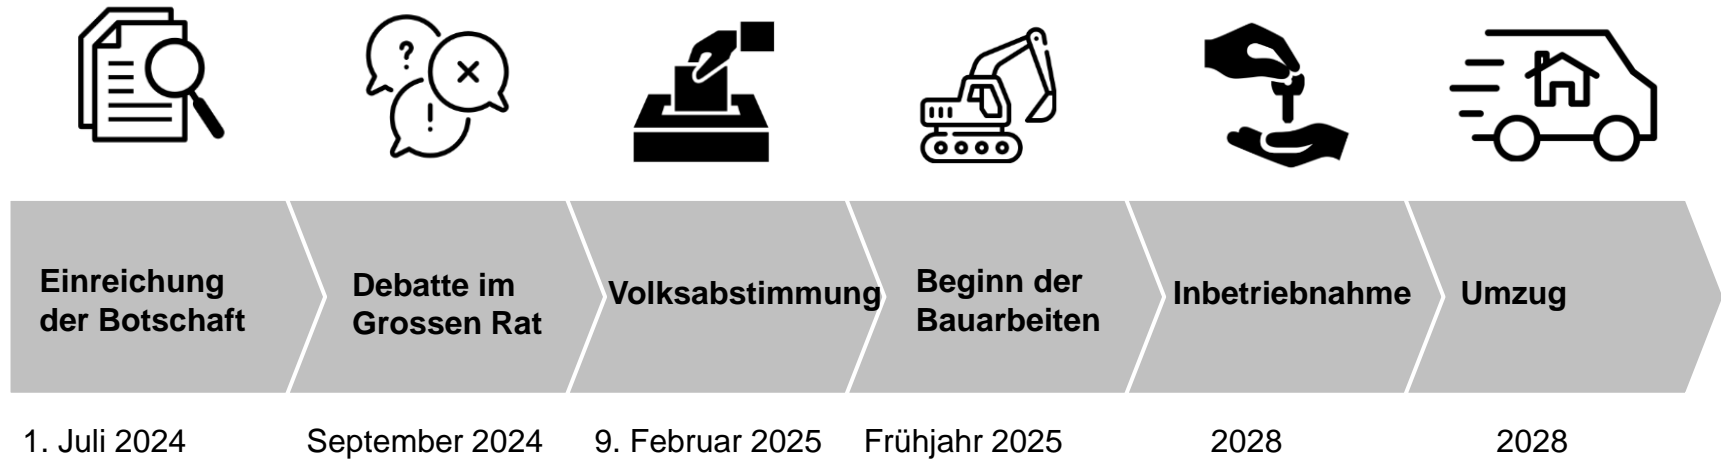 Einreichung
der Botschaft
Debatte im
Grossen Rat
Volksabstimmung
Beginn der
Bauarbeiten
Inbetriebnahme
Umzug
1. Juli 2024
September 2024
9. Februar 2025
Frühjahr 2025
2028
2028